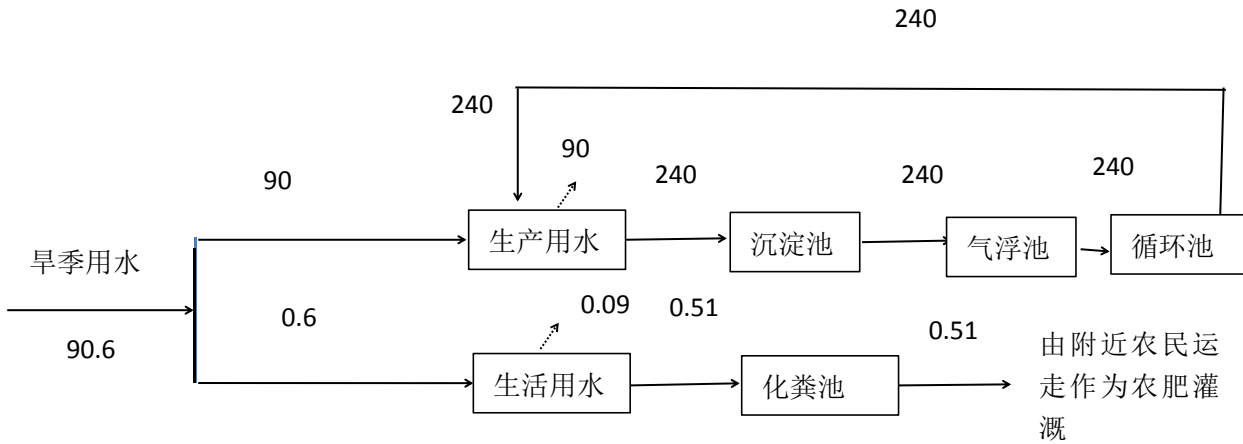 240
240
90
90
240
240
240
生产用水
沉淀池
气浮池
循环池
旱季用水
0.6
0.09
0.51
0.51
90.6
生活用水
化粪池
由附近农民运
走作为农肥灌
溉